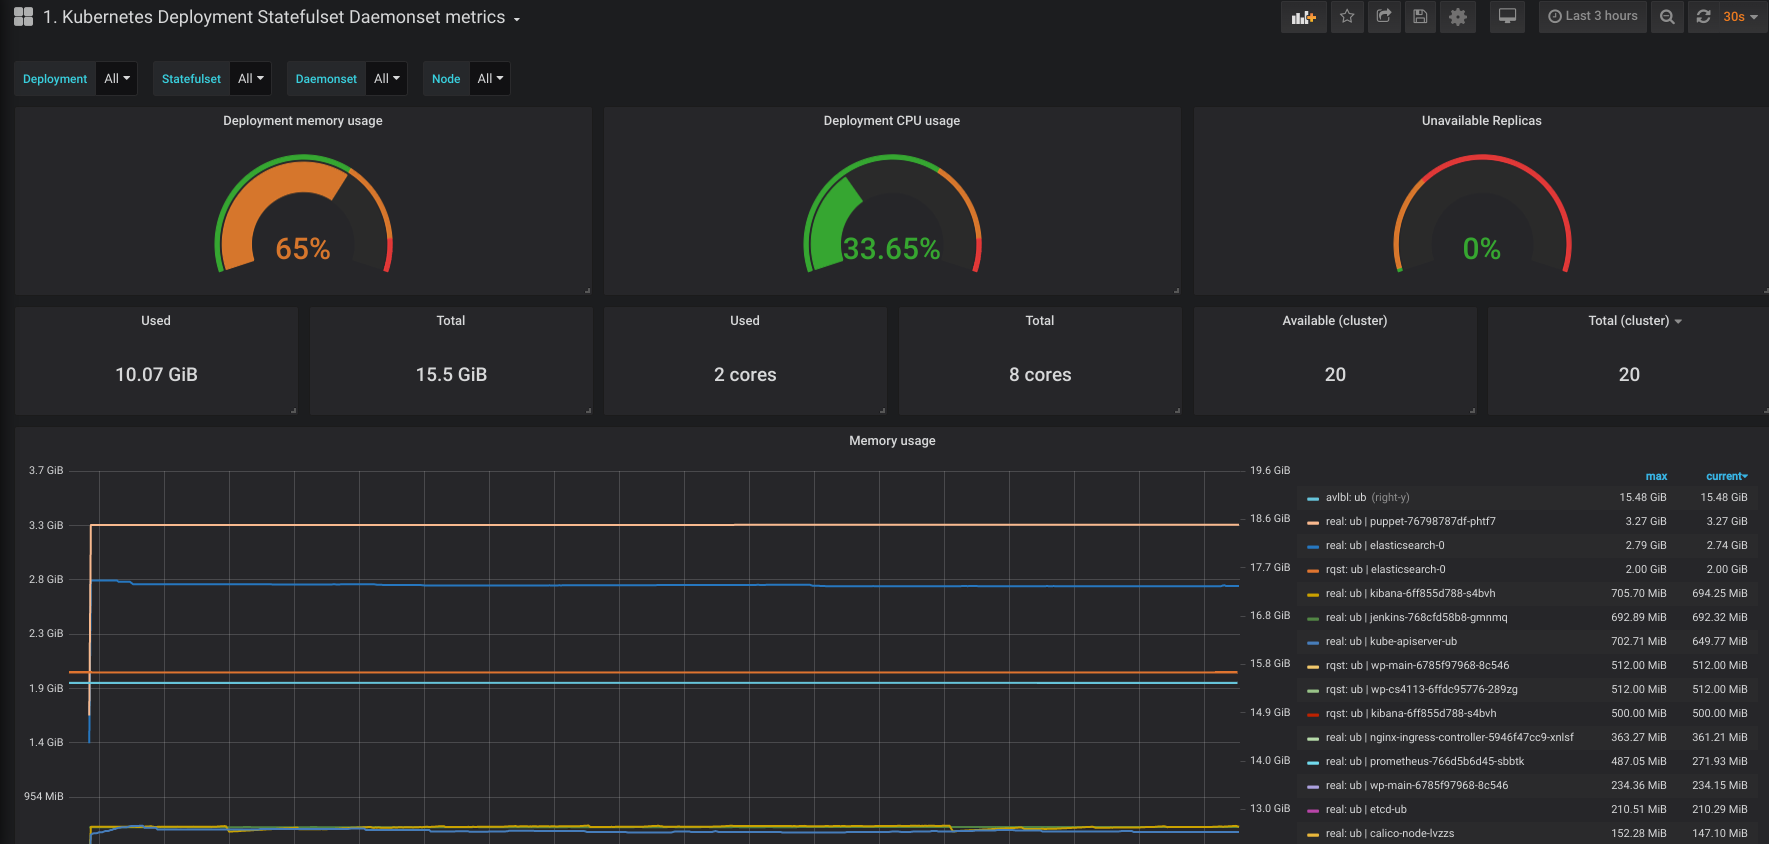 1. Kubernetes Deployment Statefulset Daemonset metrics
Last 3 hours
30s
Deployment All Statefulset All Daemonset All Node All
Deployment memory usage
65%
Deployment CPU usage
33.65%
Unavailable Replicas
0%
Used
10.07 GiB
Total
15.5 GiB
Used
2 cores
Total
8 cores
Available (cluster)
20
Total (cluster)
20
Memory usage
3.7 GiB
3.3 GiB
2.8 GiB
2.3 GiB
1.9 GiB
1.4 GiB
954 MiB
19.6 GiB
18.6 GiB
17.7 GiB
16.8 GiB
15.8 GiB
14.9 GiB
14.0 GiB
13.0 GiB
max current
avlbl: ub (right-y) 15.48 GiB 15.48 GiB
real: ub | puppet-76798787df-phtf7 3.27 GiB 3.27 GiB
real: ub | elasticsearch-0 2.79 GiB 2.74 GiB
rqst: ub | elasticsearch-0 2.00 GiB 2.00 GiB
real: ub | kibana-6ff855d788-s4bvh 705.70 MiB 694.25 MiB
real: ub | jenkins-768cfd58b8-gmnmq 692.89 MiB 692.32 MiB
real: ub | kube-apiserver-ub 702.71 MiB 649.77 MiB
rqst: ub | wp-main-6785f97968-8c546 512.00 MiB 512.00 MiB
rqst: ub | wp-cs4113-6ffdc95776-289zg 512.00 MiB 512.00 MiB
rqst: ub | kibana-6ff855d788-s4bvh 500.00 MiB 500.00 MiB
real: ub | nginx-ingress-controller-5946f47cc9-xnlsf 363.27 MiB 361.21 MiB
real: ub | prometheus-766d5b6d45-sbbtk 487.05 MiB 271.93 MiB
real: ub | wp-main-6785f97968-8c546 234.36 MiB 234.15 MiB
real: ub | etcd-ub 210.51 MiB 210.29 MiB
real: ub | calico-node-lvzzs 152.28 MiB 147.10 MiB